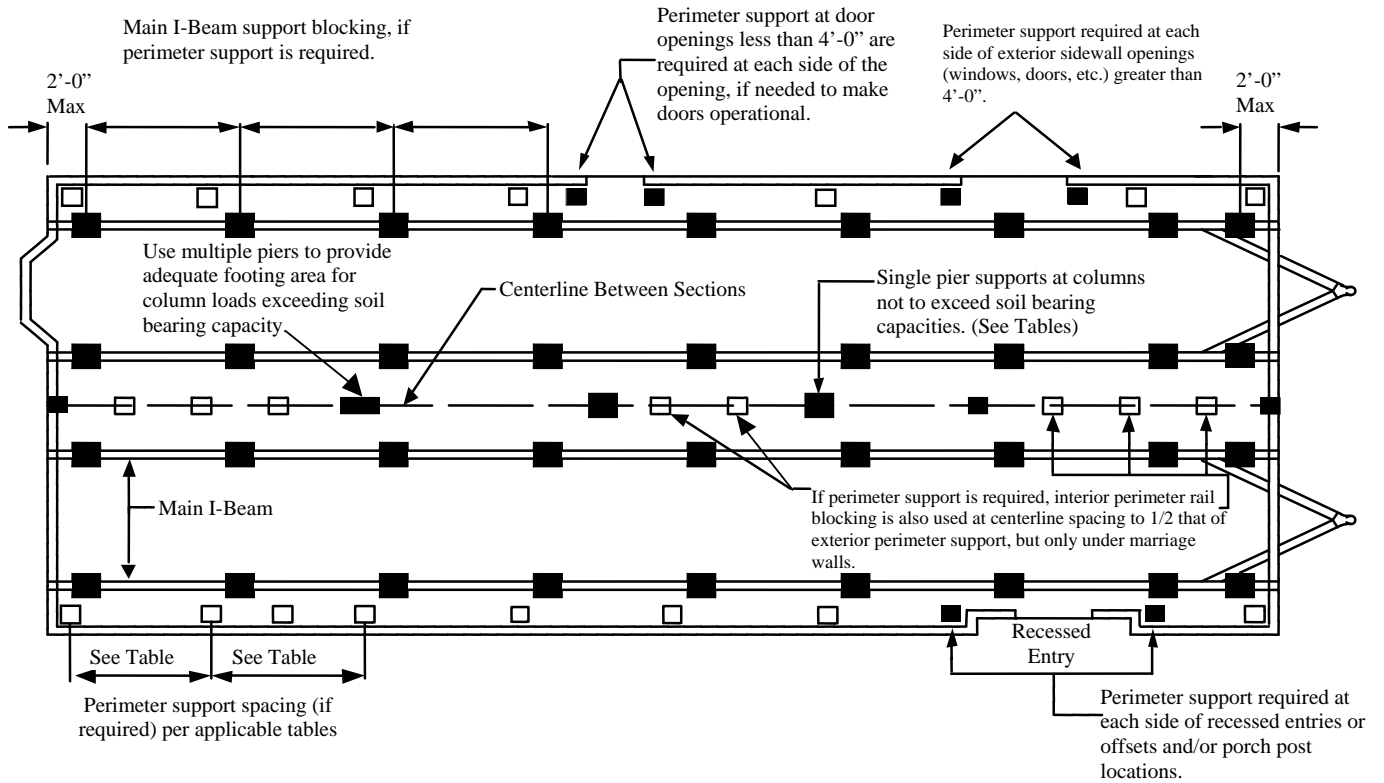 Main I-Beam support blocking, if
perimeter support is required.
Perimeter support at door
openings less than 4’-0” are
required at each side of the
opening, if needed to make
doors operational.
Perimeter support required at each
side of exterior sidewall openings
(windows, doors, etc.) greater than
4’-0”.
2’-0”
Max
2’-0”
Max
Use multiple piers to provide
adequate footing area for
column loads exceeding soil
bearing capacity
Centerline Between Sections
Single pier supports at columns
not to exceed soil bearing
capacities. (See Tables)
Main I-Beam
If perimeter support is required, interior perimeter rail
blocking is also used at centerline spacing to 1/2 that of
exterior perimeter support, but only under marriage
walls.
Recessed
Entry
See Table
See Table
Perimeter support spacing (if
required) per applicable tables
Perimeter support required at
each side of recessed entries or
offsets and/or porch post
locations.